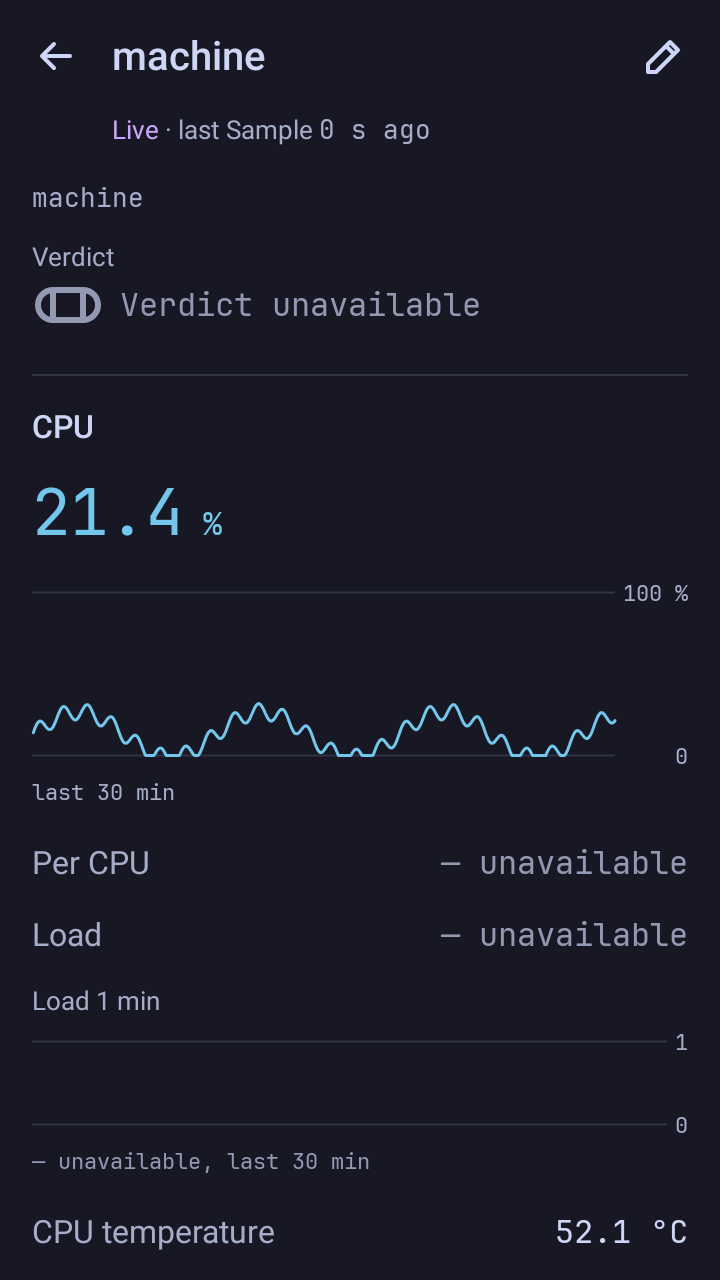 machine
Live · last Sample 0 s ago
machine
Verdict
Verdict unavailable
CPU
21.4 %
100 %
0
last 30 min
Per CPU — unavailable
Load — unavailable
Load 1 min
1
0
— unavailable, last 30 min
CPU temperature 52.1 °C